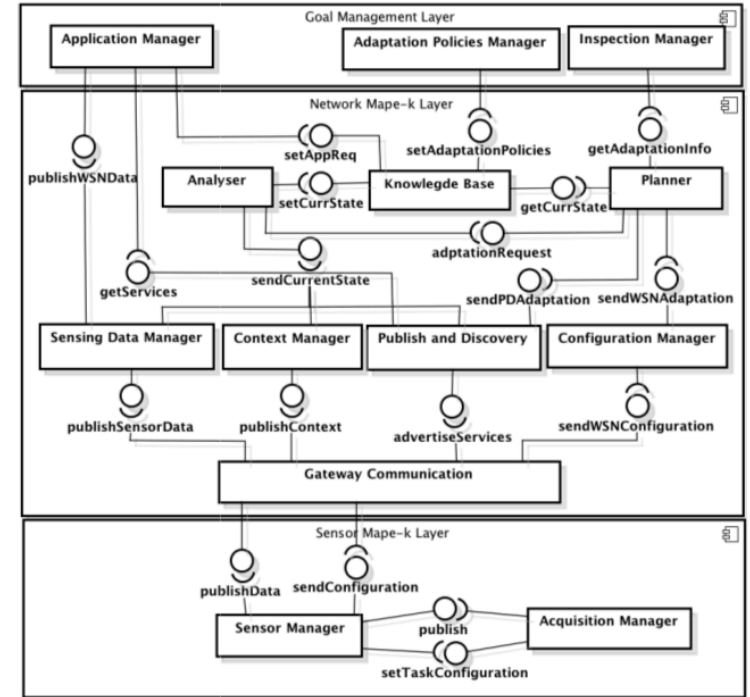 Goal Management Layer
Application Manager
Adaptation Policies Manager
Inspection Manager
Network Mape-k Layer
setAppReq
setAdaptationPolicies
getAdaptationInfo
publishWSNData
Analyser
Knowlegde Base
Planner
setCurrState
getCurrState
adptationRequest
getServices
sendCurrentState
sendPDAdaptation
sendWSNAdaptation
Sensing Data Manager
Context Manager
Publish and Discovery
Configuration Manager
publishSensorData
publishContext
advertiseServices
sendWSNConfiguration
Gateway Communication
Sensor Mape-k Layer
publishData
sendConfiguration
Sensor Manager
publish
Acquisition Manager
setTaskConfiguration